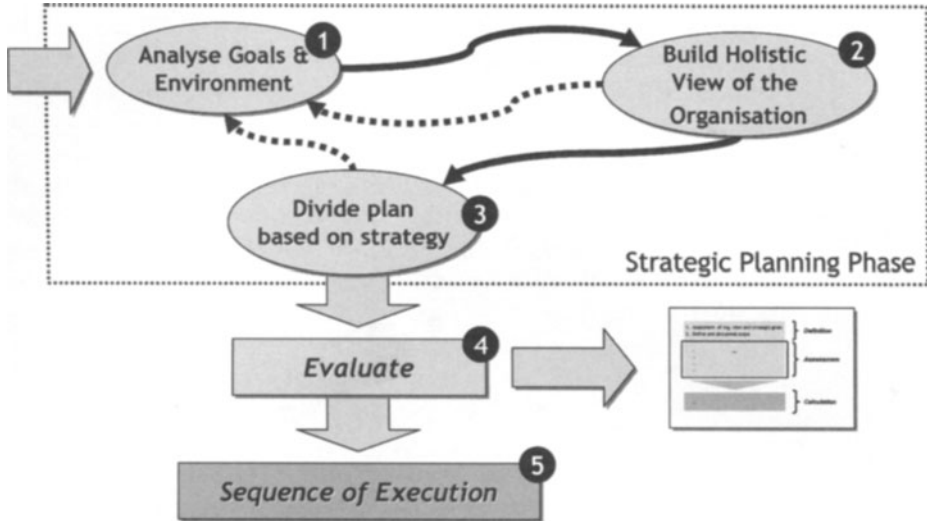 1
Analyse Goals &
Environment
2
Build Holistic
View of the
Organisation
3
Divide plan
based on strategy
Strategic Planning Phase
4
Evaluate
Definition
Calculation
5
Sequence of Execution